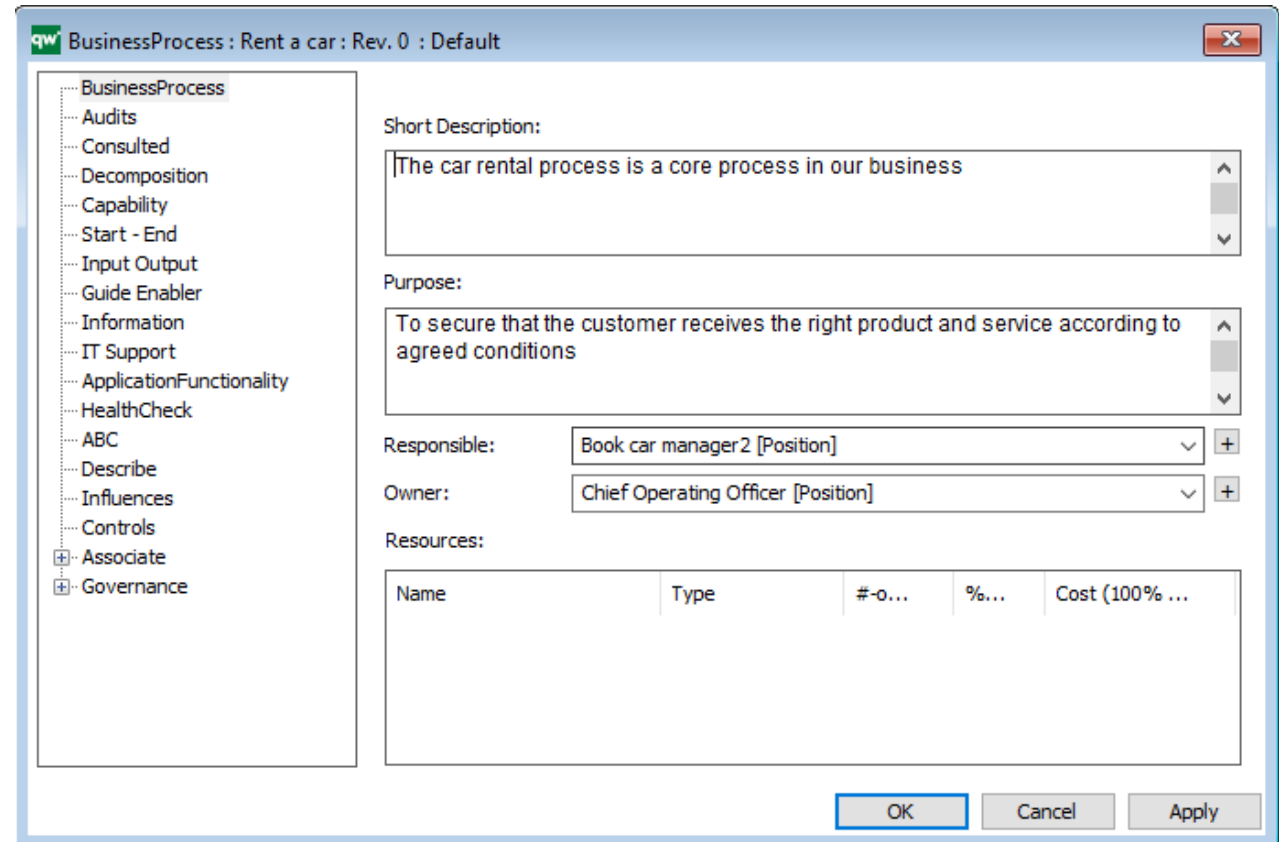 qw BusinessProcess : Rent a car : Rev. 0 : Default
BusinessProcess
Audits
Consulted
Decomposition
Capability
Start - End
Input Output
Guide Enabler
Information
IT Support
ApplicationFunctionality
HealthCheck
ABC
Describe
Influences
Controls
Associate
Governance
Short Description:
The car rental process is a core process in our business
Purpose:
To secure that the customer receives the right product and service according to
agreed conditions
Responsible: Book car manager2 [Position] +
Owner: Chief Operating Officer [Position] +
Resources:
Name Type #-o... %... Cost (100% ...
OK Cancel Apply